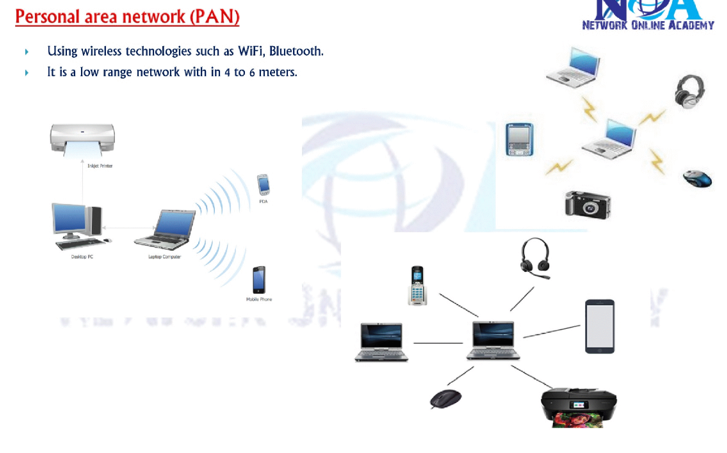 Personal area network (PAN)
NOA
NETWORK ONLINE ACADEMY
Using wireless technologies such as WiFi, Bluetooth.
It is a low range network with in 4 to 6 meters.
Inkjet Printer
PDA
Desktop PC
Laptop Computer
Mobile Phone